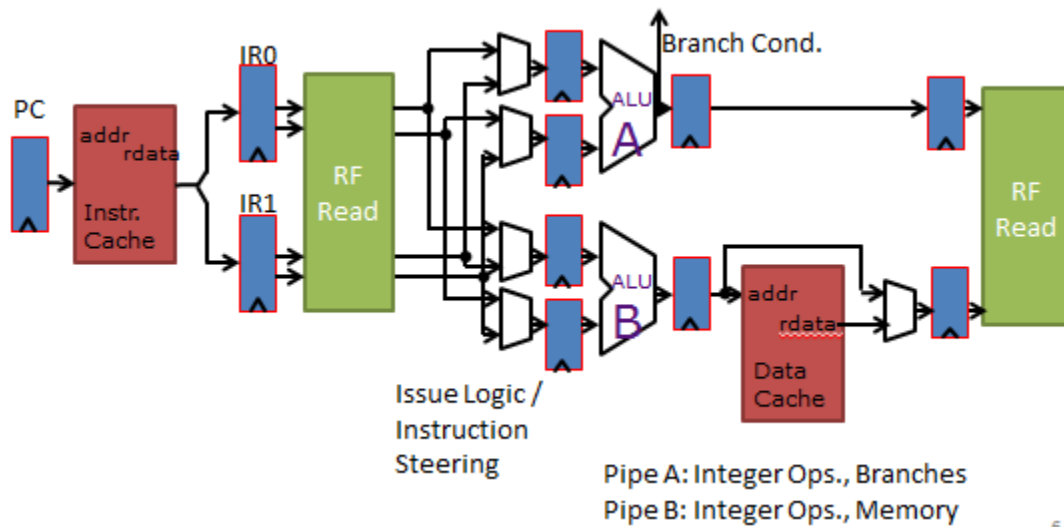 PC
addr
rdata
Instr.
Cache
IR0
IR1
RF
Read
Issue Logic /
Instruction
Steering
ALU
A
Branch Cond.
ALU
B
addr
rdata
Data
Cache
RF
Read
Pipe A: Integer Ops., Branches
Pipe B: Integer Ops., Memory